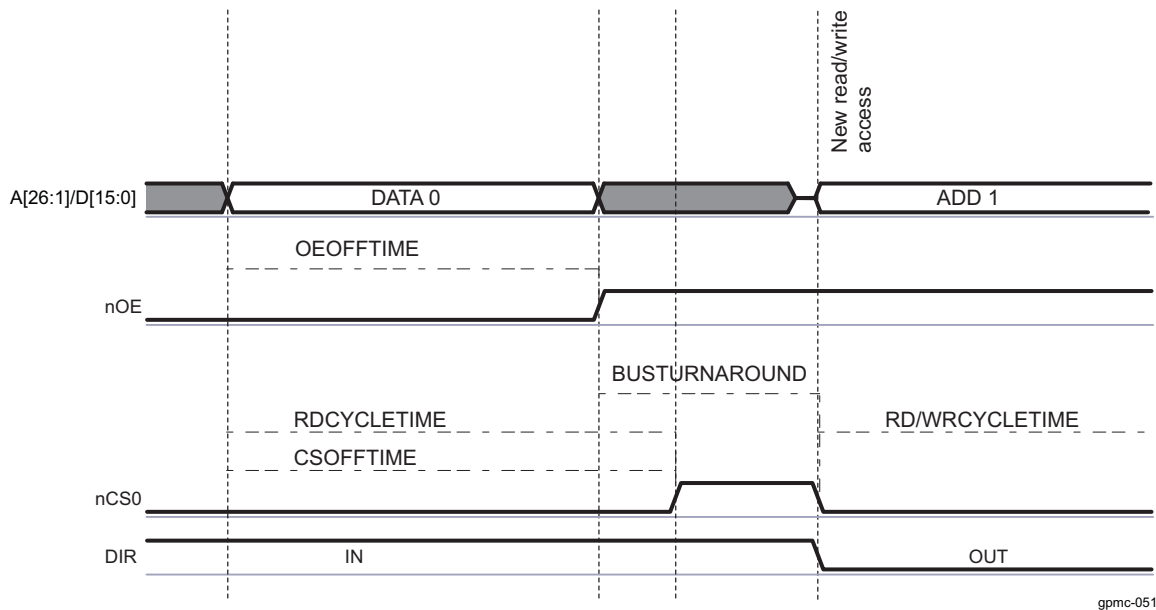 New read/write
access
A[26:1]/D[15:0]
DATA 0
ADD 1
OEOFFTIME
nOE
BUSTURNAROUND
RDCYCLETIME
RD/WRCYCLETIME
CSOFFTIME
nCS0
DIR
IN
OUT
gpmc-051